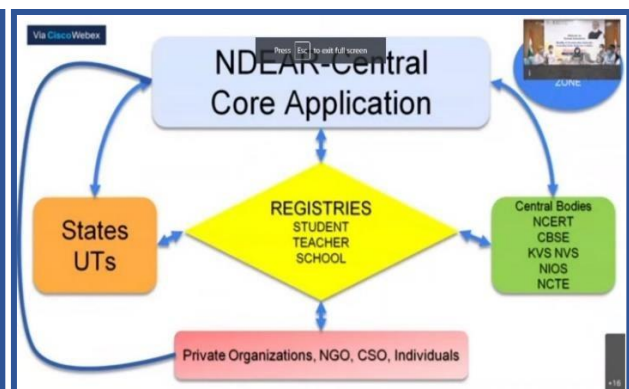 Via Cisco Webex
Press Esc to exit full screen
NDEAR-Central
Core Application
ZONE
States
UTs
REGISTRIES
STUDENT
TEACHER
SCHOOL
Central Bodies
NCERT
CBSE
KVS NVS
NIOS
NCTE
Private Organizations, NGO, CSO, Individuals
+16